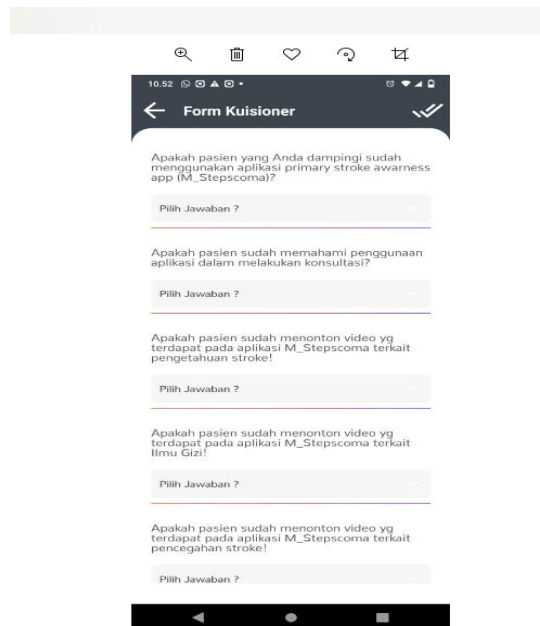 10.52
Form Kuisioner
Apakah pasien yang Anda dampingi sudah
menggunakan aplikasi primary stroke awarness
app (M_Stepscoma)?
Pilih Jawaban ?
Apakah pasien sudah memahami penggunaan
aplikasi dalam melakukan konsultasi?
Pilih Jawaban ?
Apakah pasien sudah menonton video yg
terdapat pada aplikasi M_Stepscoma terkait
pengetahuan stroke!
Pilih Jawaban ?
Apakah pasien sudah menonton video yg
terdapat pada aplikasi M_Stepscoma terkait
Ilmu Gizi!
Pilih Jawaban ?
Apakah pasien sudah menonton video yg
terdapat pada aplikasi M_Stepscoma terkait
pencegahan stroke!
Pilih Jawaban ?